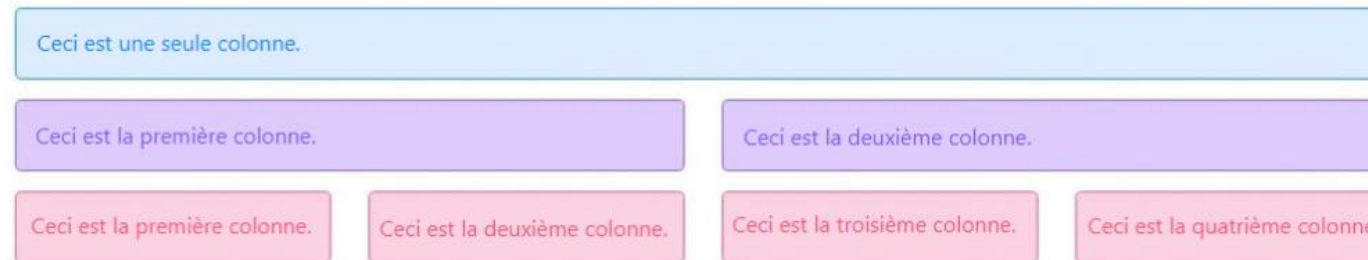 Ceci est une seule colonne.
Ceci est la première colonne.
Ceci est la deuxième colonne.
Ceci est la première colonne.
Ceci est la deuxième colonne.
Ceci est la troisième colonne.
Ceci est la quatrième colonne